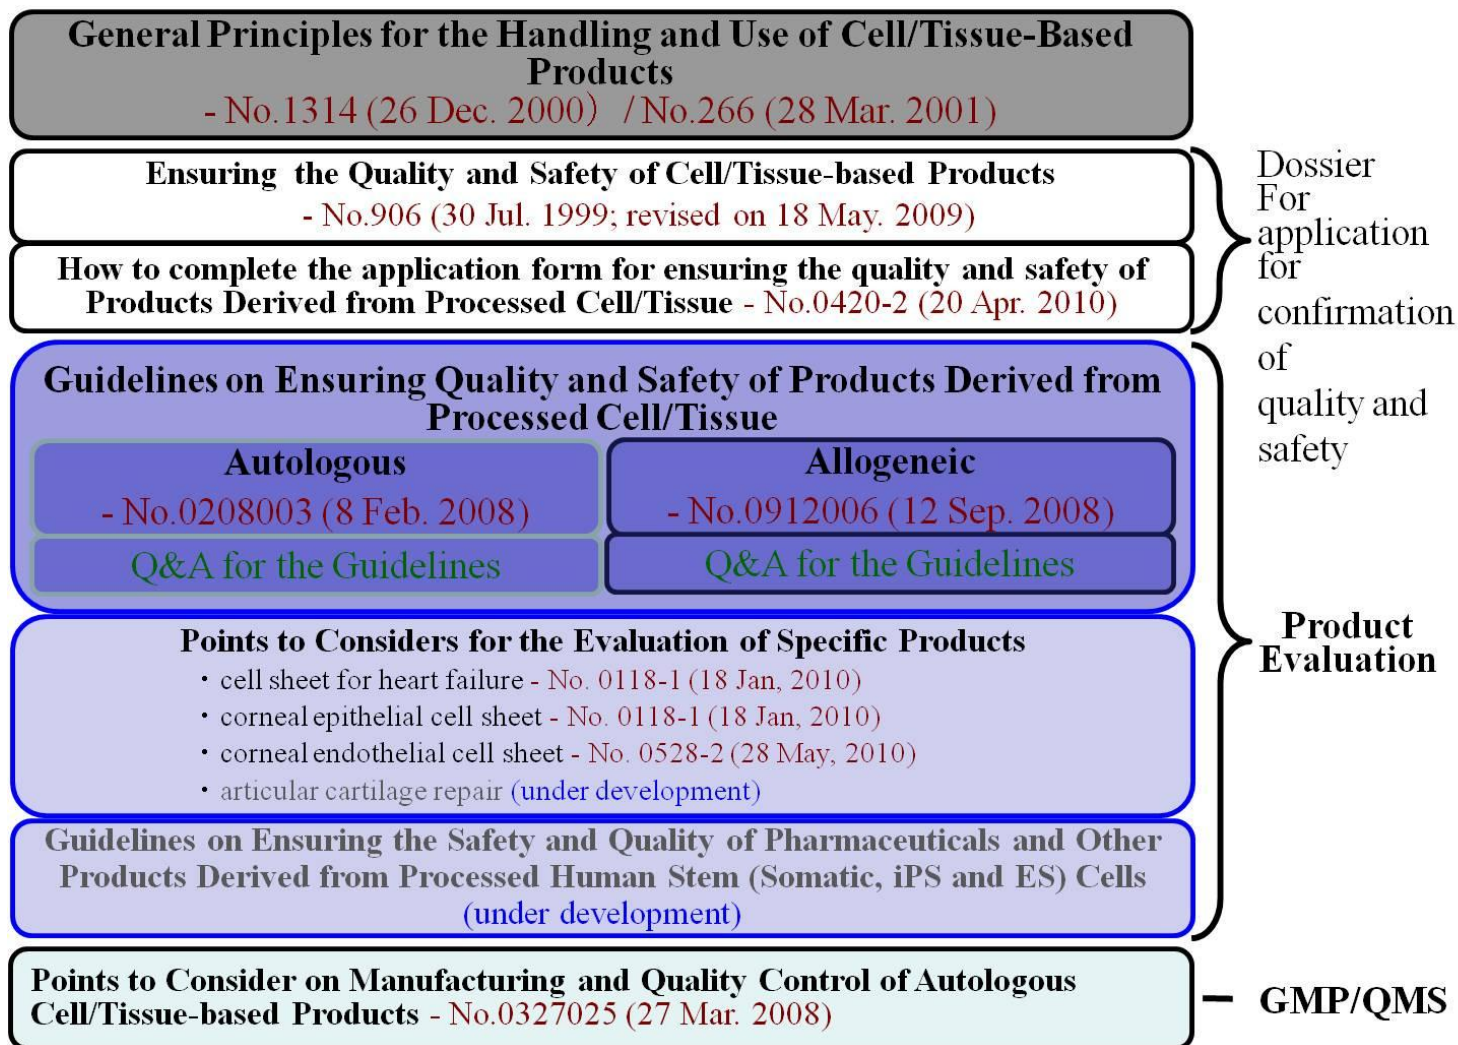 General Principles for the Handling and Use of Cell/Tissue-Based
Products
- No.1314 (26 Dec. 2000） / No.266 (28 Mar. 2001)
Ensuring the Quality and Safety of Cell/Tissue-based Products
- No.906 (30 Jul. 1999; revised on 18 May. 2009)
How to complete the application form for ensuring the quality and safety of
Products Derived from Processed Cell/Tissue - No.0420-2 (20 Apr. 2010)
Dossier
For
application
for
confirmation
of
quality and
safety
Guidelines on Ensuring Quality and Safety of Products Derived from
Processed Cell/Tissue
Autologous
- No.0208003 (8 Feb. 2008)
Q&A for the Guidelines
Allogeneic
- No.0912006 (12 Sep. 2008)
Q&A for the Guidelines
Points to Considers for the Evaluation of Specific Products
・cell sheet for heart failure - No. 0118-1 (18 Jan, 2010)
・corneal epithelial cell sheet - No. 0118-1 (18 Jan, 2010)
・corneal endothelial cell sheet - No. 0528-2 (28 May, 2010)
・articular cartilage repair (under development)
Guidelines on Ensuring the Safety and Quality of Pharmaceuticals and Other
Products Derived from Processed Human Stem (Somatic, iPS and ES) Cells
(under development)
Product
Evaluation
Points to Consider on Manufacturing and Quality Control of Autologous
Cell/Tissue-based Products - No.0327025 (27 Mar. 2008)
GMP/QMS